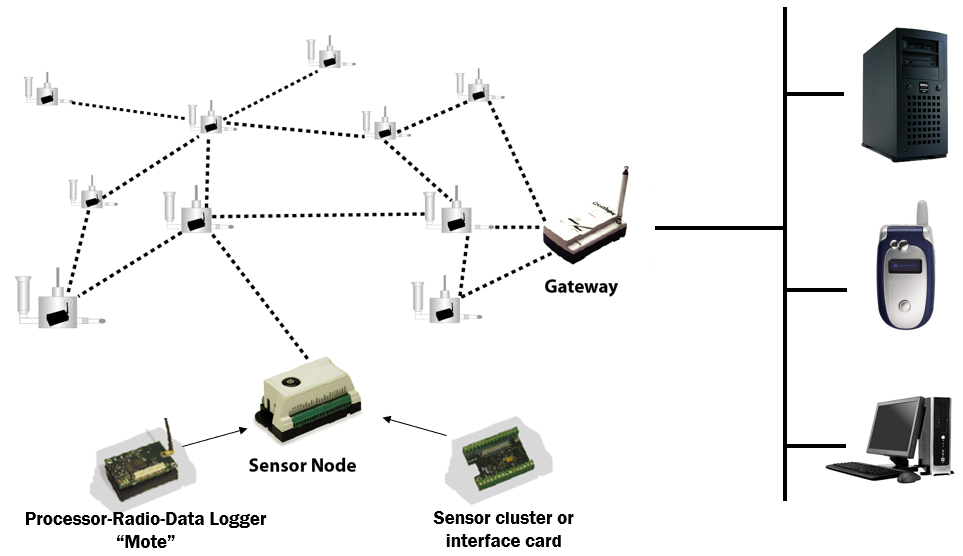 Gateway
Sensor Node
Processor-Radio-Data Logger
“Mote”
Sensor cluster or
interface card